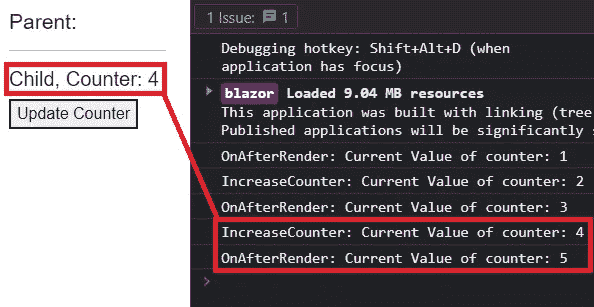 Parent:
Child, Counter: 4
Update Counter
1 Issue: 1
Debugging hotkey: Shift+Alt+D (when
application has focus)
blazor Loaded 9.04 MB resources
This application was built with linking (tree
Published applications will be significantly
OnAfterRender: Current Value of counter: 1
IncreaseCounter: Current Value of counter: 2
OnAfterRender: Current Value of counter: 3
IncreaseCounter: Current Value of counter: 4
OnAfterRender: Current Value of counter: 5